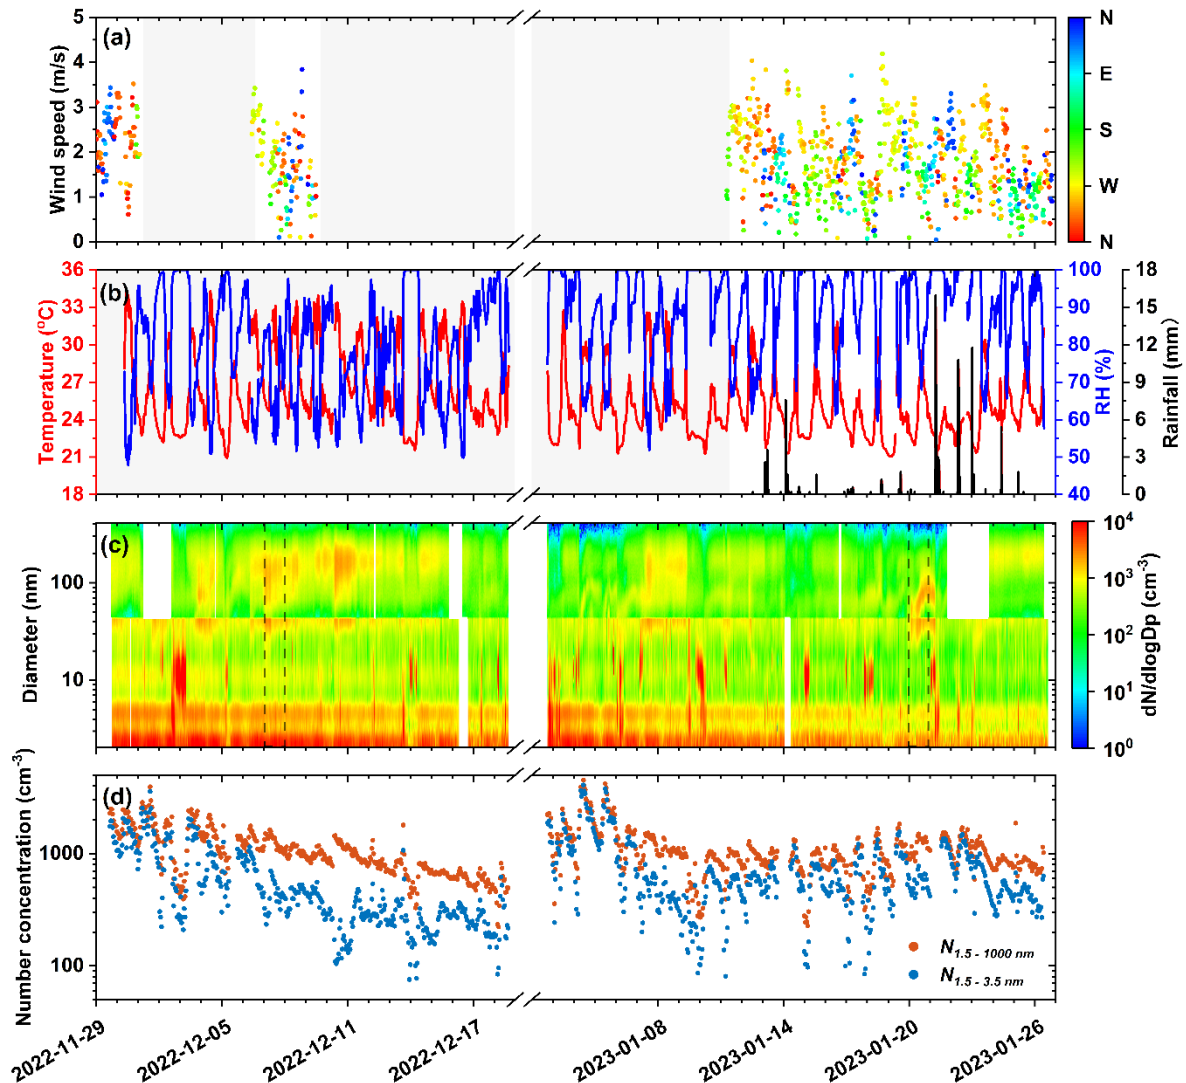 (a)
Wind speed (m/s)
5
4
3
2
1
0
N
E
S
W
N
(b)
Temperature (°C)
36
33
30
27
24
21
18
100
90
80
70
60
50
40
RH (%)
18
15
12
9
6
3
0
Rainfall (mm)
(c)
Diameter (nm)
100
10
10⁴
10³
10²
10¹
10⁰
dN/dlogDp (cm⁻³)
(d)
Number concentration (cm⁻³)
1000
100
N1.5 - 1000 nm
N1.5 - 3.5 nm
2022-11-29
2022-12-05
2022-12-11
2022-12-17
2023-01-08
2023-01-14
2023-01-20
2023-01-26